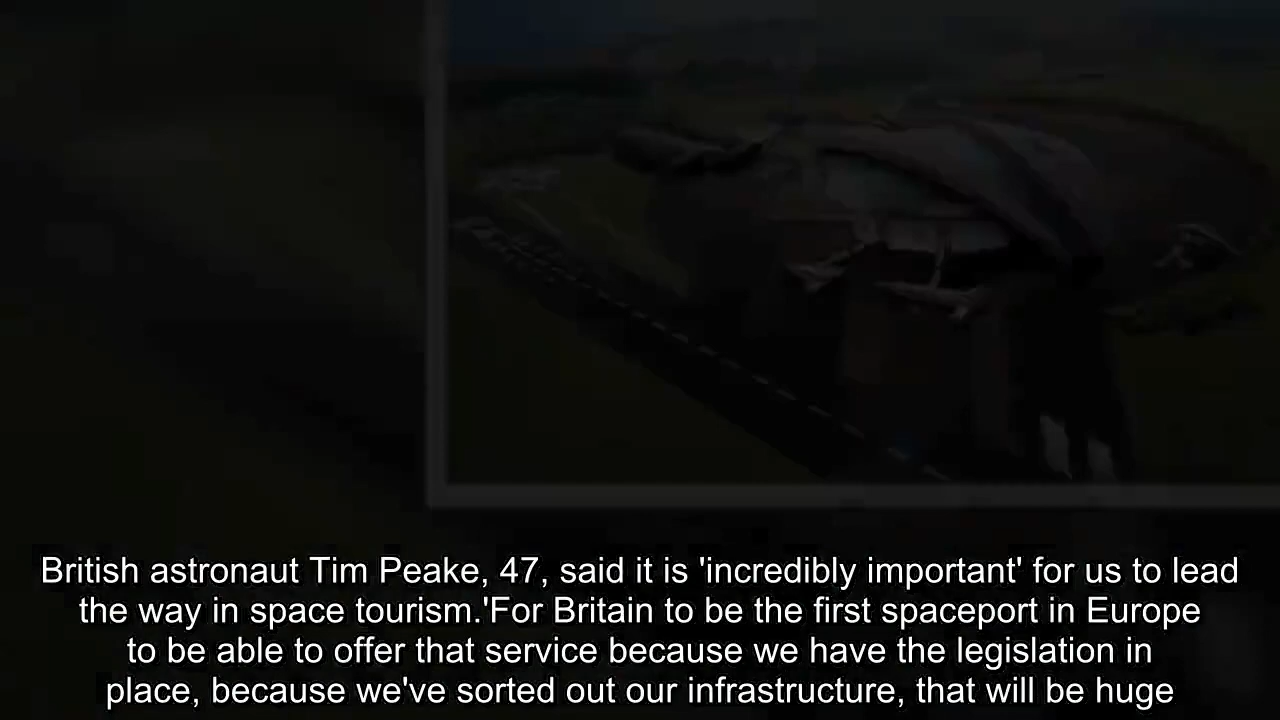 British astronaut Tim Peake, 47, said it is 'incredibly important' for us to lead
the way in space tourism.'For Britain to be the first spaceport in Europe
to be able to offer that service because we have the legislation in
place, because we've sorted out our infrastructure, that will be huge